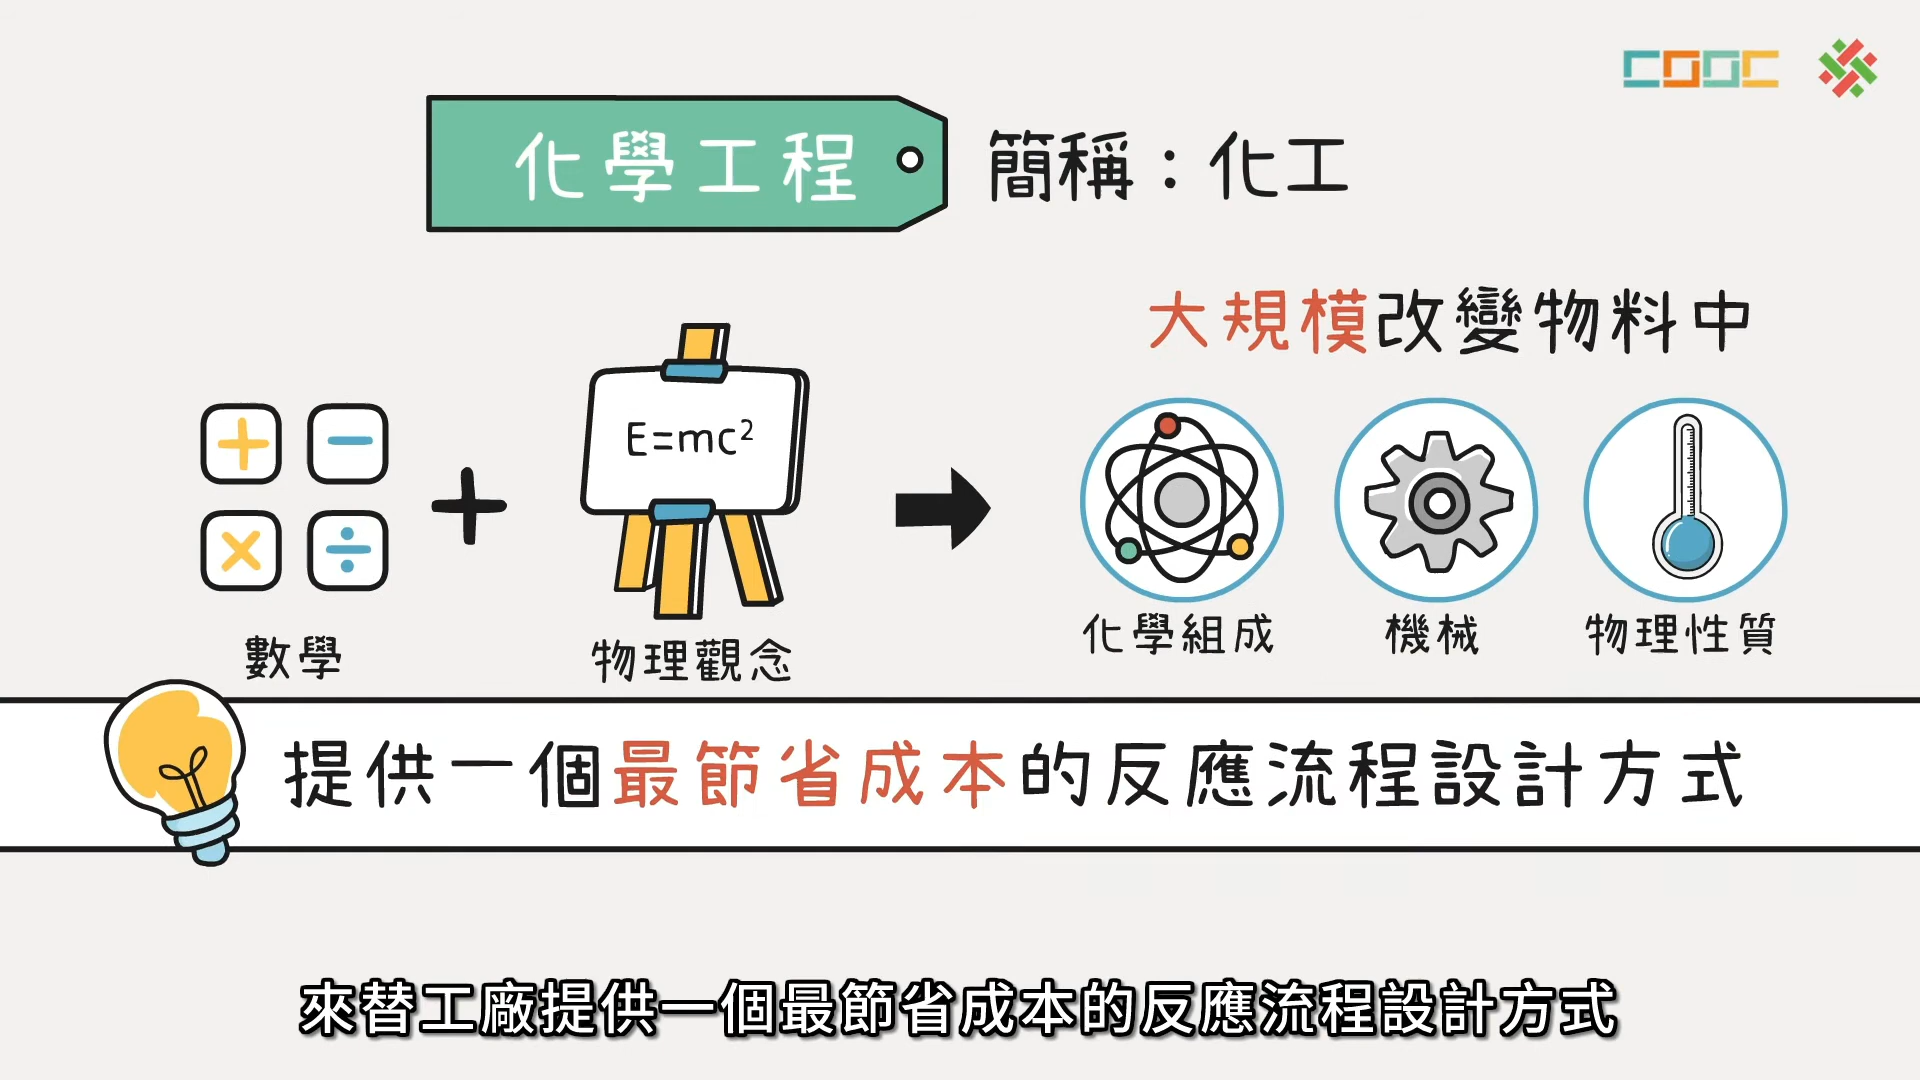 COOC
化學工程
簡稱：化工
大規模改變物料中
E=mc²
數學
物理觀念
化學組成
機械
物理性質
提供一個最節省成本的反應流程設計方式
來替工廠提供一個最節省成本的反應流程設計方式